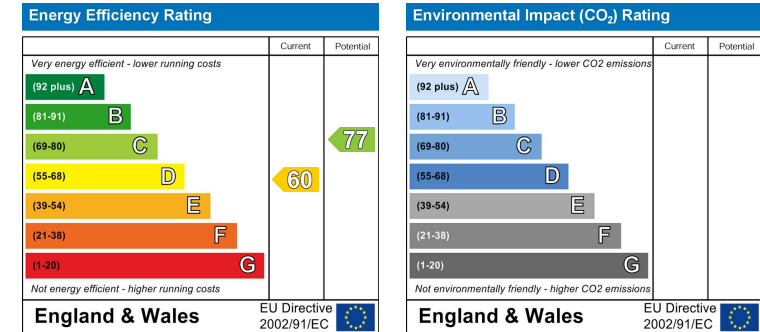 Energy Efficiency Rating
Current Potential
Very energy efficient - lower running costs
(92 plus) A
(81-91) B
(69-80) C
77
(55-68) D
60
(39-54) E
(21-38) F
(1-20) G
Not energy efficient - higher running costs
England & Wales
EU Directive
2002/91/EC
Environmental Impact (CO₂) Rating
Current Potential
Very environmentally friendly - lower CO2 emissions
(92 plus) A
(81-91) B
(69-80) C
(55-68) D
(39-54) E
(21-38) F
(1-20) G
Not environmentally friendly - higher CO2 emissions
England & Wales
EU Directive
2002/91/EC